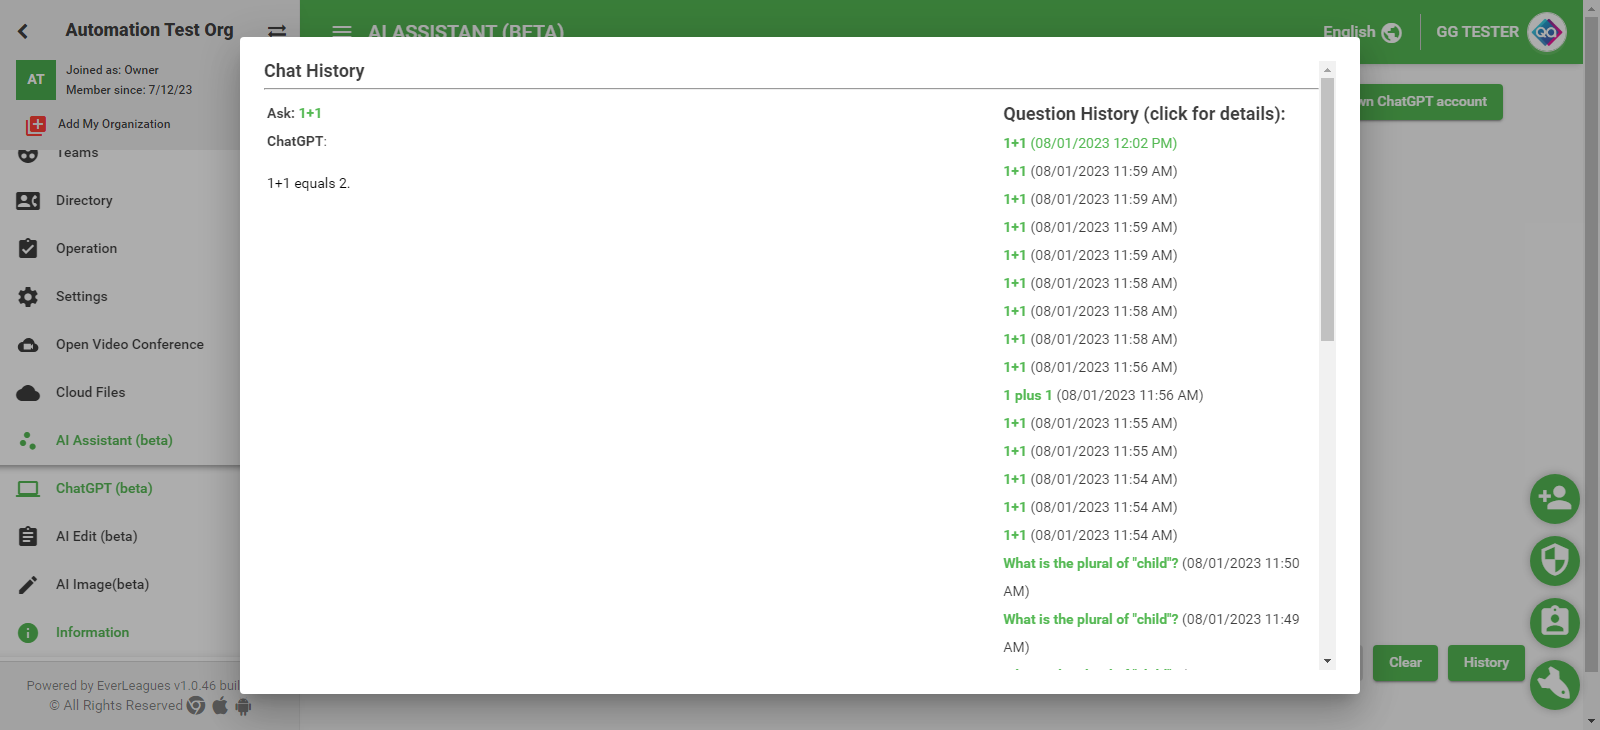 Automation Test Org
AT
Joined as: Owner
Member since: 7/12/23
Add My Organization
Teams
Directory
Operation
Settings
Open Video Conference
Cloud Files
AI Assistant (beta)
ChatGPT (beta)
AI Edit (beta)
AI Image(beta)
Information
Powered by EverLeagues v1.0.46
© All Rights Reserved
AI ASSISTANT (BETA)
English
GG TESTER
QA
ChatGPT account
Chat History
Ask: 1+1
ChatGPT:
1+1 equals 2.
Question History (click for details):
1+1 (08/01/2023 12:02 PM)
1+1 (08/01/2023 11:59 AM)
1+1 (08/01/2023 11:59 AM)
1+1 (08/01/2023 11:59 AM)
1+1 (08/01/2023 11:59 AM)
1+1 (08/01/2023 11:58 AM)
1+1 (08/01/2023 11:58 AM)
1+1 (08/01/2023 11:58 AM)
1+1 (08/01/2023 11:56 AM)
1 plus 1 (08/01/2023 11:56 AM)
1+1 (08/01/2023 11:55 AM)
1+1 (08/01/2023 11:55 AM)
1+1 (08/01/2023 11:54 AM)
1+1 (08/01/2023 11:54 AM)
1+1 (08/01/2023 11:54 AM)
What is the plural of "child"? (08/01/2023 11:50
AM)
What is the plural of "child"? (08/01/2023 11:49
AM)
Clear
History